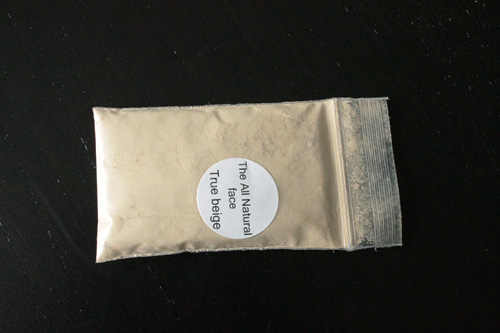 The All Natural
face
True beige